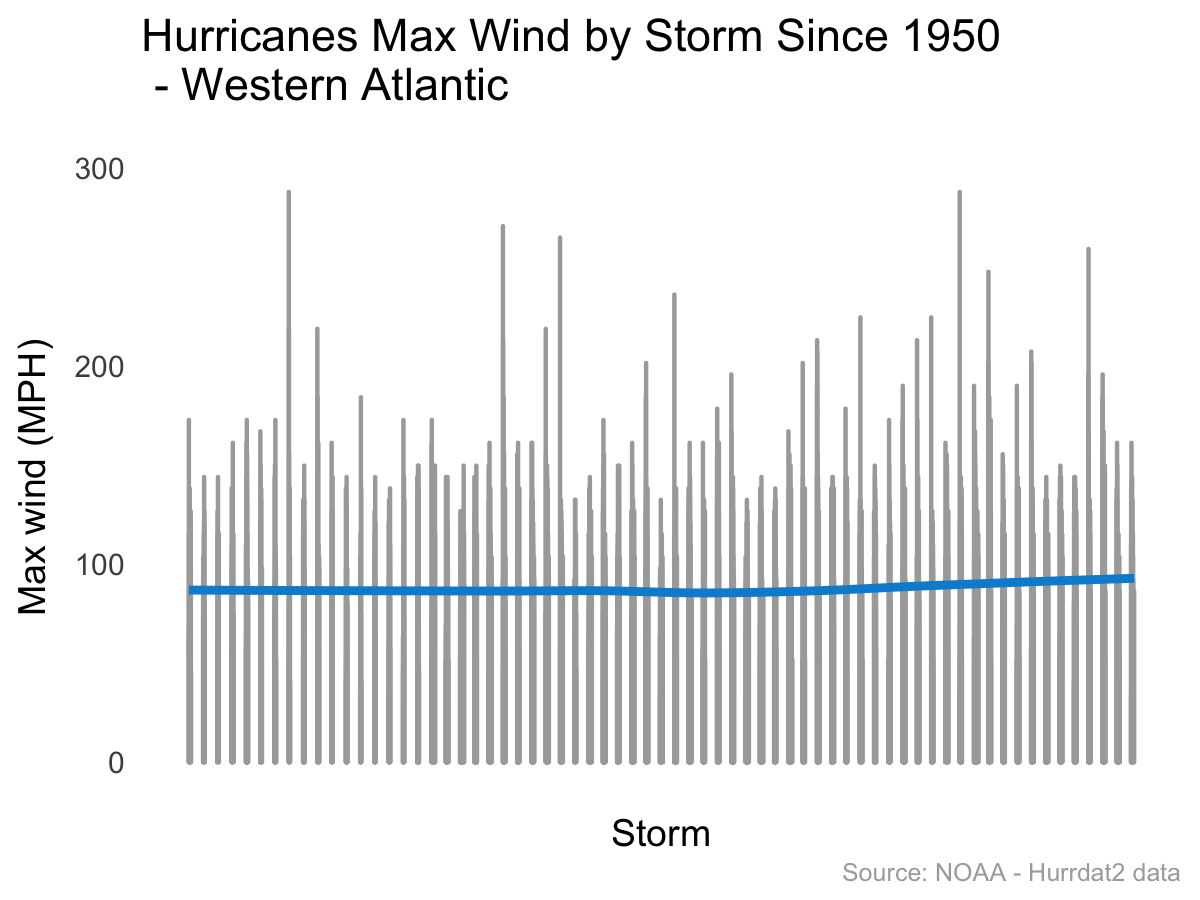 Hurricanes Max Wind by Storm Since 1950
- Western Atlantic
300
200
100
0
Max wind (MPH)
Storm
Source: NOAA - Hurrdat2 data